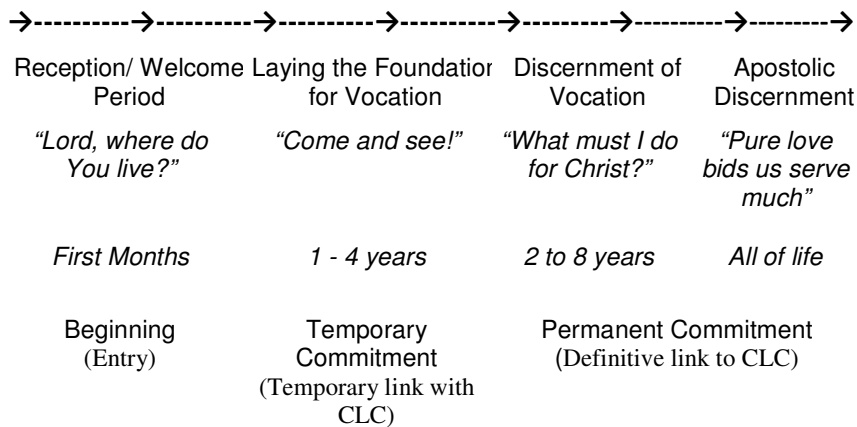 →----------→----------→----------→----------→----------→----------→---------→
Reception/ Welcome Period
Laying the Foundation for Vocation
Discernment of Vocation
Apostolic Discernment
“Lord, where do You live?”
“Come and see!”
“What must I do for Christ?”
“Pure love bids us serve much”
First Months
1 - 4 years
2 to 8 years
All of life
Beginning
(Entry)
Temporary Commitment
(Temporary link with CLC)
Permanent Commitment
(Definitive link to CLC)